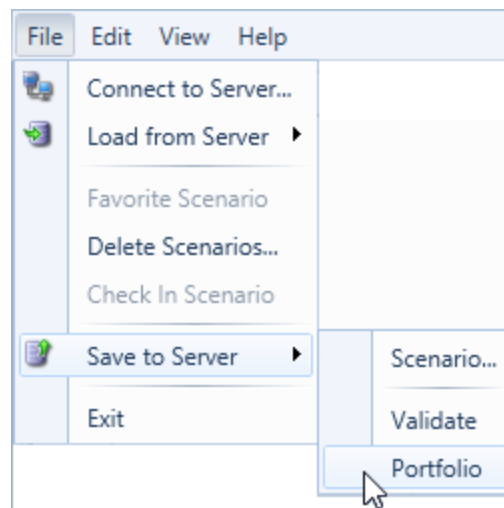 File Edit View Help
Connect to Server...
Load from Server
Favorite Scenario
Delete Scenarios...
Check In Scenario
Save to Server
Scenario...
Exit
Validate
Portfolio